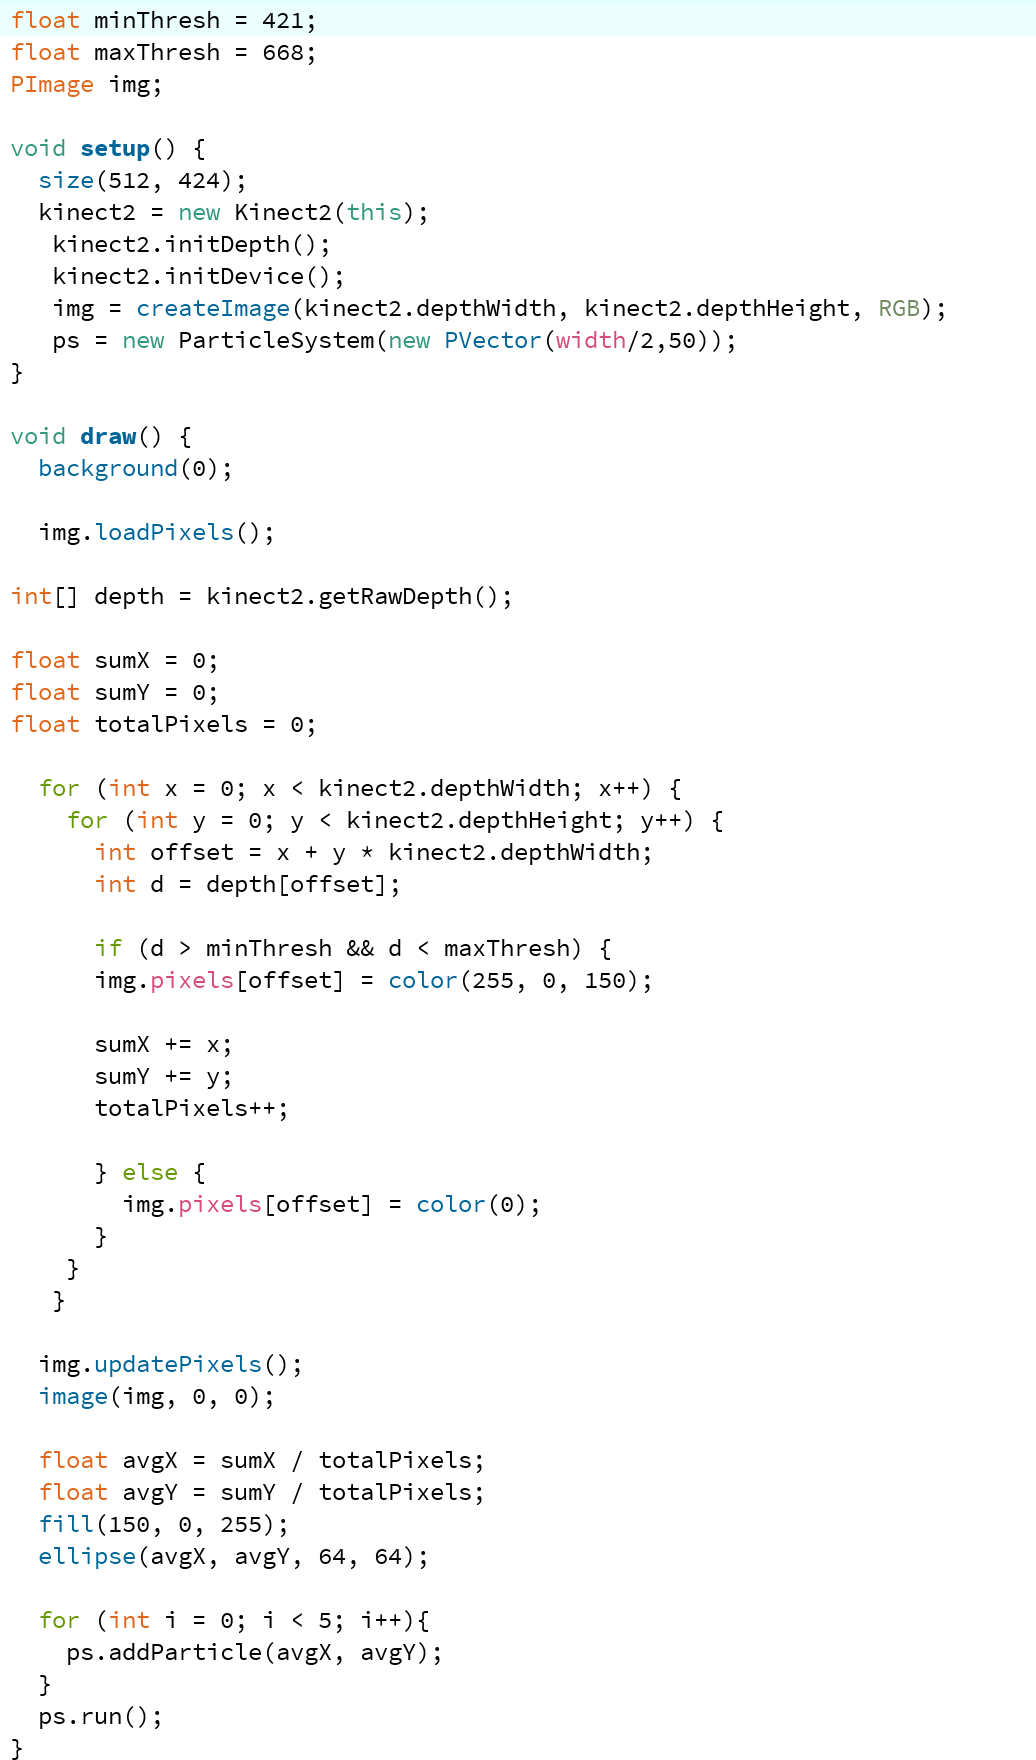 float minThresh = 421;
float maxThresh = 668;
PImage img;

void setup() {
  size(512, 424);
  kinect2 = new Kinect2(this);
   kinect2.initDepth();
   kinect2.initDevice();
   img = createImage(kinect2.depthWidth, kinect2.depthHeight, RGB);
   ps = new ParticleSystem(new PVector(width/2,50));
}

void draw() {
  background(0);

  img.loadPixels();

int[] depth = kinect2.getRawDepth();

float sumX = 0;
float sumY = 0;
float totalPixels = 0;

  for (int x = 0; x < kinect2.depthWidth; x++) {
    for (int y = 0; y < kinect2.depthHeight; y++) {
      int offset = x + y * kinect2.depthWidth;
      int d = depth[offset];

      if (d > minThresh && d < maxThresh) {
      img.pixels[offset] = color(255, 0, 150);

      sumX += x;
      sumY += y;
      totalPixels++;

      } else {
        img.pixels[offset] = color(0);
      }
    }
   }

  img.updatePixels();
  image(img, 0, 0);

  float avgX = sumX / totalPixels;
  float avgY = sumY / totalPixels;
  fill(150, 0, 255);
  ellipse(avgX, avgY, 64, 64);

  for (int i = 0; i < 5; i++){
    ps.addParticle(avgX, avgY);
  }
  ps.run();
}